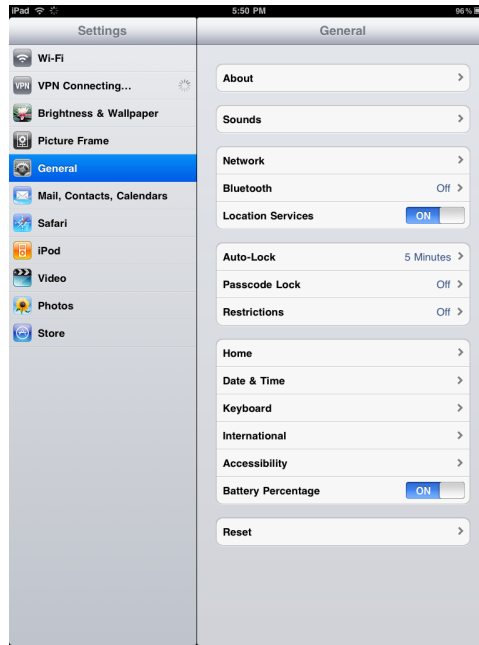 iPad 5:50 PM 96%
Settings
General
Wi-Fi
VPN VPN Connecting...
Brightness & Wallpaper
Picture Frame
General
Mail, Contacts, Calendars
Safari
iPod
Video
Photos
Store
About
Sounds
Network
Bluetooth Off
Location Services ON
Auto-Lock 5 Minutes
Passcode Lock Off
Restrictions Off
Home
Date & Time
Keyboard
International
Accessibility
Battery Percentage ON
Reset